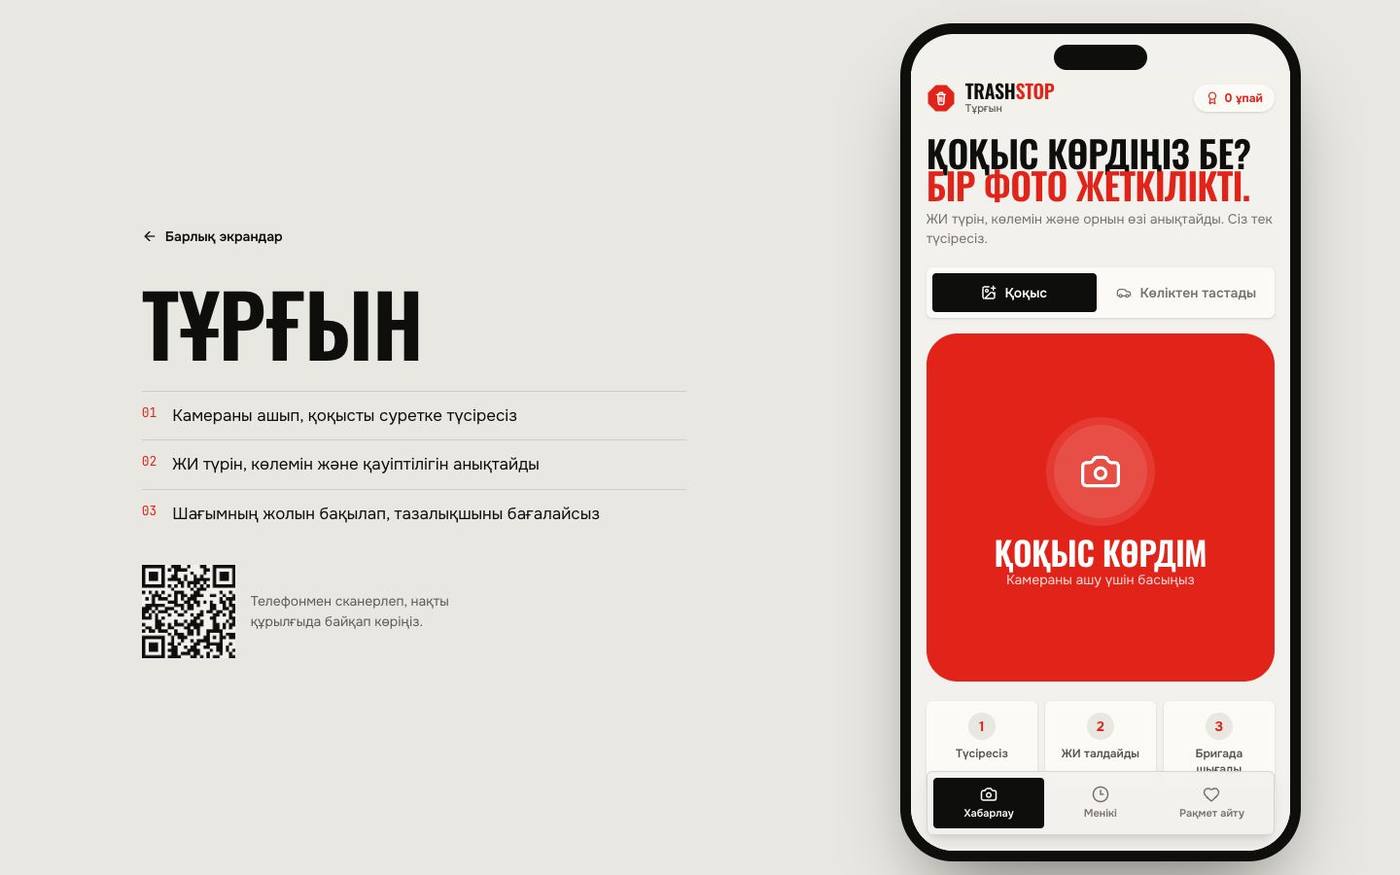 Барлық экрандар
ТҰРҒЫН
01 Камераны ашып, қоқысты суретке түсіресіз
02 ЖИ түрін, көлемін және қауіптілігін анықтайды
03 Шағымның жолын бақылап, тазалықшыны бағалайсыз
Телефонмен сканерлеп, нақты
құрылғыда байқап көріңіз.
TRASHSTOP
Тұрғын
0 ұпай
ҚОҚЫС КӨРДІҢІЗ БЕ?
БІР ФОТО ЖЕТКІЛІКТІ.
ЖИ түрін, көлемін және орнын өзі анықтайды. Сіз тек
түсіресіз.
Қоқыс
Көліктен тастады
ҚОҚЫС КӨРДІМ
Камераны ашу үшін басыңыз
1
Түсіресіз
2
ЖИ талдайды
3
Бригада
шығады
Хабарлау
Менікі
Рақмет айту